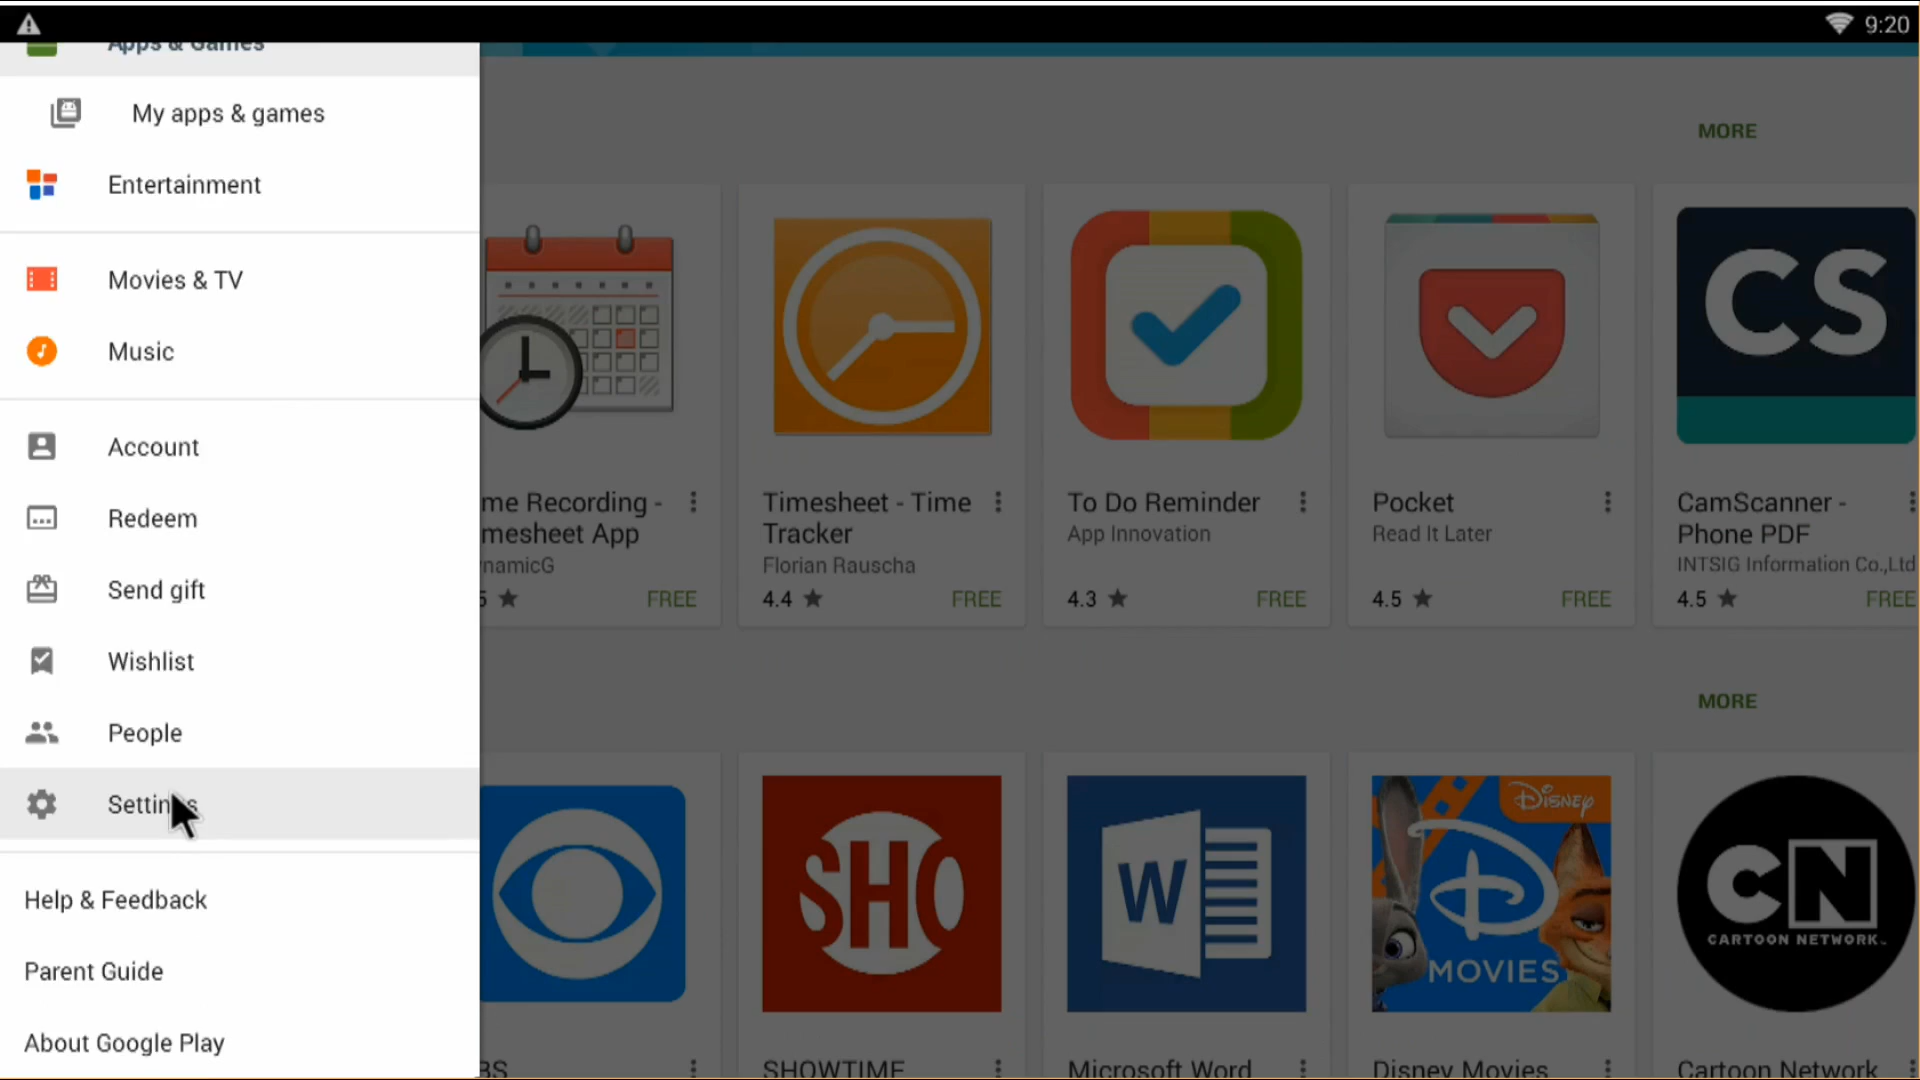 9:20
Apps & Games
My apps & games
Entertainment
Movies & TV
Music
Account
Redeem
Send gift
Wishlist
People
Settings
Help & Feedback
Parent Guide
About Google Play
MORE
CS
me Recording -
mesheet App
namicG
5
FREE
Timesheet - Time
Tracker
Florian Rauscha
4.4
FREE
To Do Reminder
App Innovation
4.3
FREE
Pocket
Read It Later
4.5
FREE
CamScanner -
Phone PDF
INTSIG Information Co.,Ltd
4.5
FREE
MORE
SHO
W
Disney
D
MOVIES
CN
CARTOON NETWORK
BS
SHOWTIME
Microsoft Word
Disney Movies
Cartoon Network